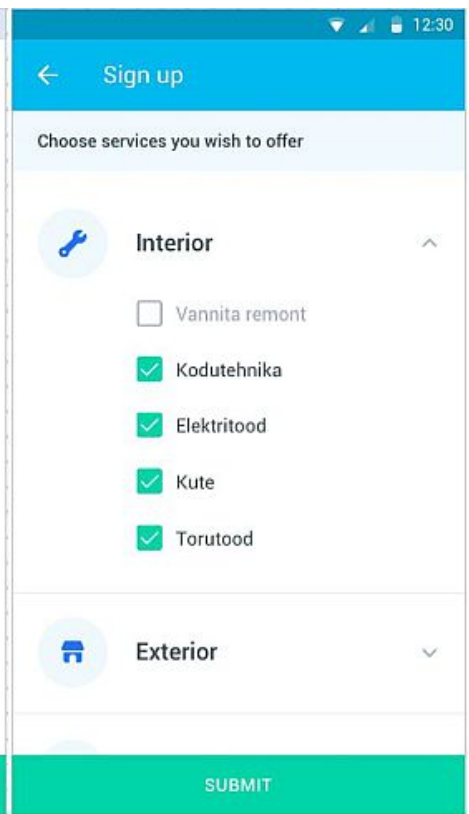 12:30
Sign up
Choose services you wish to offer
Interior
Vannita remont
Kodutehnika
Elektritood
Kute
Torutood
Exterior
SUBMIT